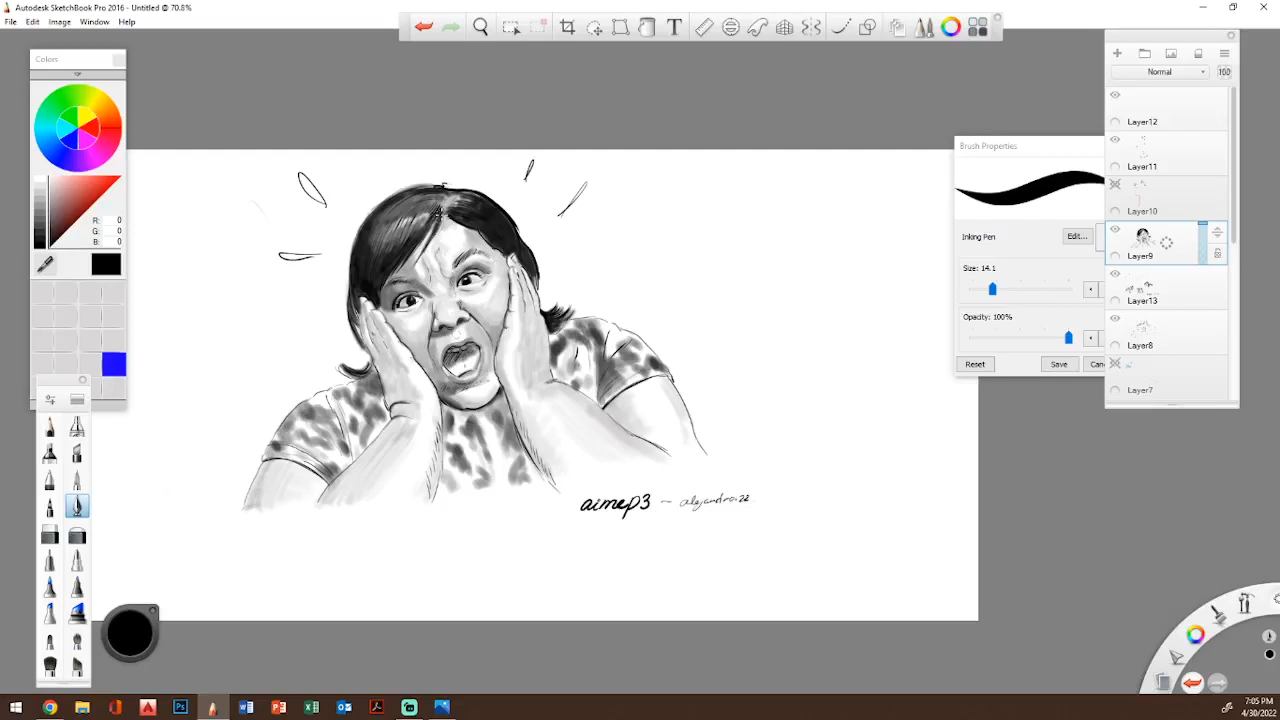 Autodesk SketchBook Pro 2016 - Untitled @ 70.8%
File Edit Image Window Help
T
Colors
R: 0
G: 0
B: 0
Normal 100
Layer12
Layer11
Layer10
Layer9
Layer13
Layer8
Layer7
Brush Properties
Inking Pen Edit...
Size: 14.1
Opacity: 100%
Reset Save Can
aimep3 ~ alejandroi22
7:05 PM
4/30/2022